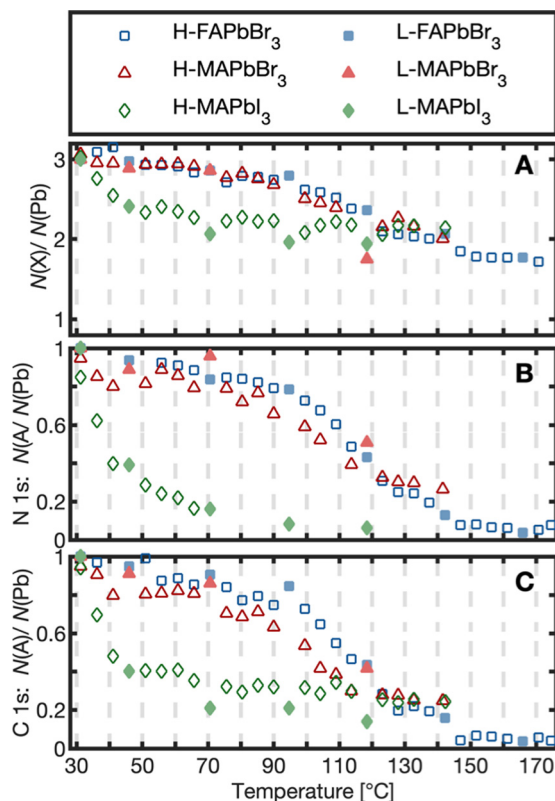 H-FAPbBr₃ L-FAPbBr₃
H-MAPbBr₃ L-MAPbBr₃
H-MAPbI₃ L-MAPbI₃
A
3
2
1
N(X)/ N(Pb)
B
1
0.6
0.2
0
N 1s: N(A/ N(Pb)
C
1
0.6
0.2
0
C 1s: N(A)/ N(Pb)
30 50 70 90 110 130 150 170
Temperature [°C]